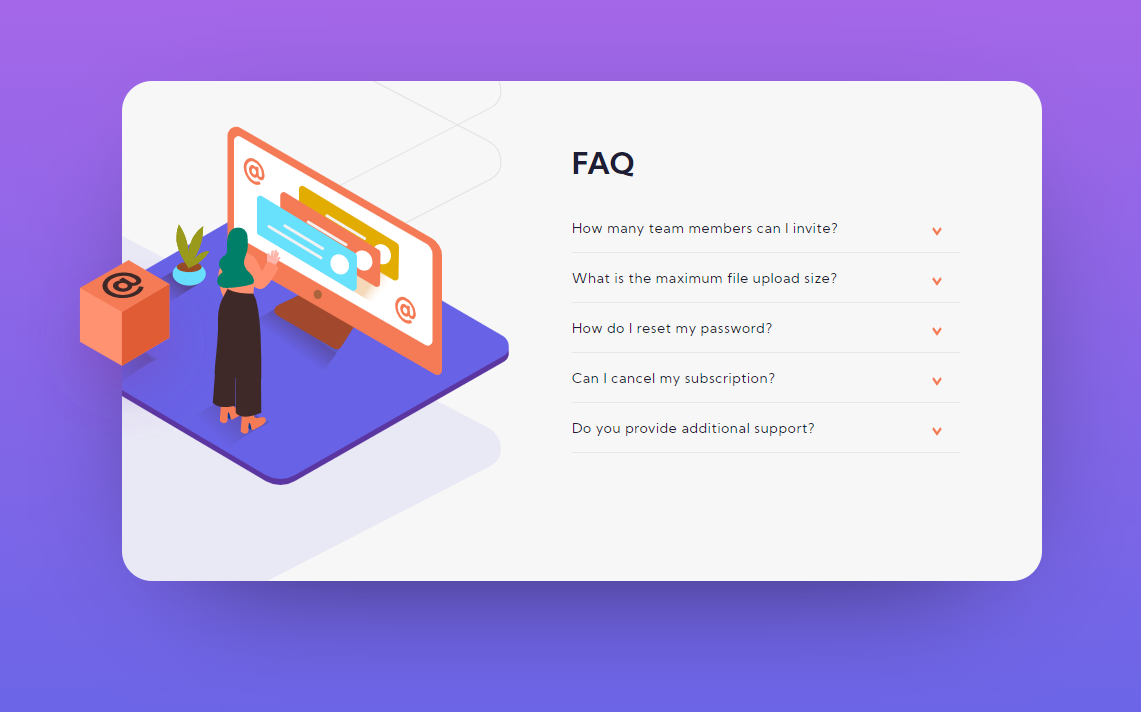 @
@
@
FAQ
How many team members can I invite?
What is the maximum file upload size?
How do I reset my password?
Can I cancel my subscription?
Do you provide additional support?